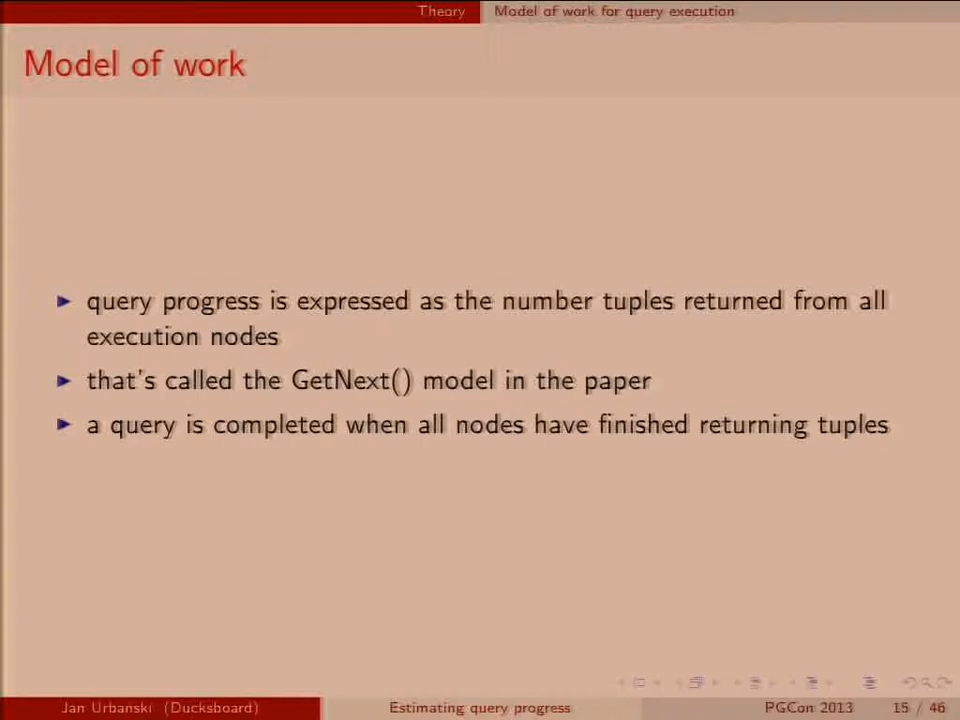 Theory Model of work for query execution
Model of work
query progress is expressed as the number tuples returned from all
execution nodes
that's called the GetNext() model in the paper
a query is completed when all nodes have finished returning tuples
Jan Urbanski (Ducksboard) Estimating query progress PGCon 2013 15 / 46